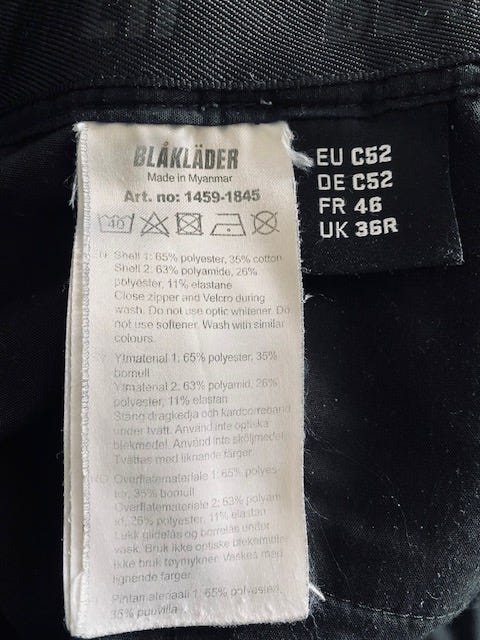 BLÅKLÄDER
Made in Myanmar
Art. no: 1459-1845
40
EU C52
DE C52
FR 46
UK 36R
Shell 1: 65% polyester, 35% cotton
Shell 2: 63% polyamide, 26%
polyester, 11% elastane
Close zipper and Velcro during
wash. Do not use optic whitener. Do
not use softener. Wash with similar
colours.
Ytmaterial 1: 65% polyester, 35%
bomull
Ytmaterial 2: 63% polyamid, 26%
polyester, 11% elastan
Stäng dragkedja och kardborreband
under tvätt. Använd inte optiska
blekmedel. Använd inte sköljmedel.
Tvättas med liknande färger.
NO Overflatemateriale 1: 65% polyes-
ter, 35% bomull
Overflatemateriale 2: 63% polyam
id, 26% polyester, 11% elastan
Lukk glidelås og borrelås under
vask. Bruk ikke optiske blekemidler
Bruk ikke tøymykner. Vaskes med
lignende farger.
Pintamateriaali 1: 65% polyesteri,
35% puuvilla